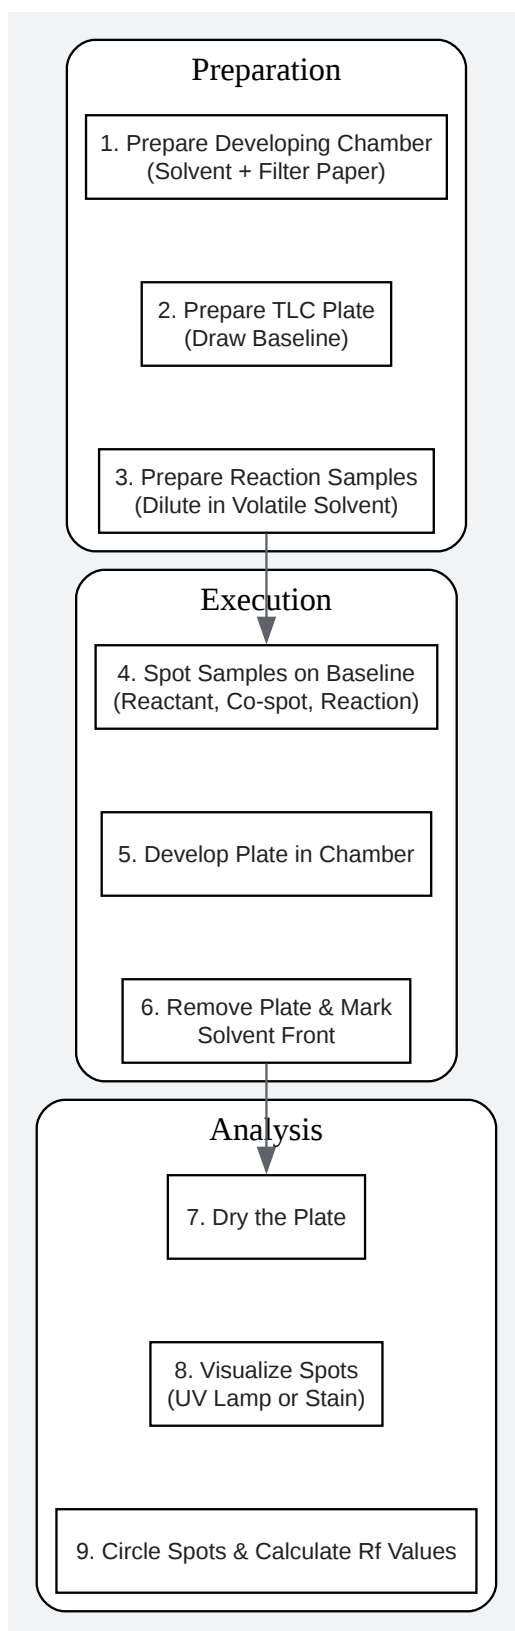 Preparation
1. Prepare Developing Chamber
(Solvent + Filter Paper)
2. Prepare TLC Plate
(Draw Baseline)
3. Prepare Reaction Samples
(Dilute in Volatile Solvent)
Execution
4. Spot Samples on Baseline
(Reactant, Co-spot, Reaction)
5. Develop Plate in Chamber
6. Remove Plate & Mark
Solvent Front
Analysis
7. Dry the Plate
8. Visualize Spots
(UV Lamp or Stain)
9. Circle Spots & Calculate Rf Values